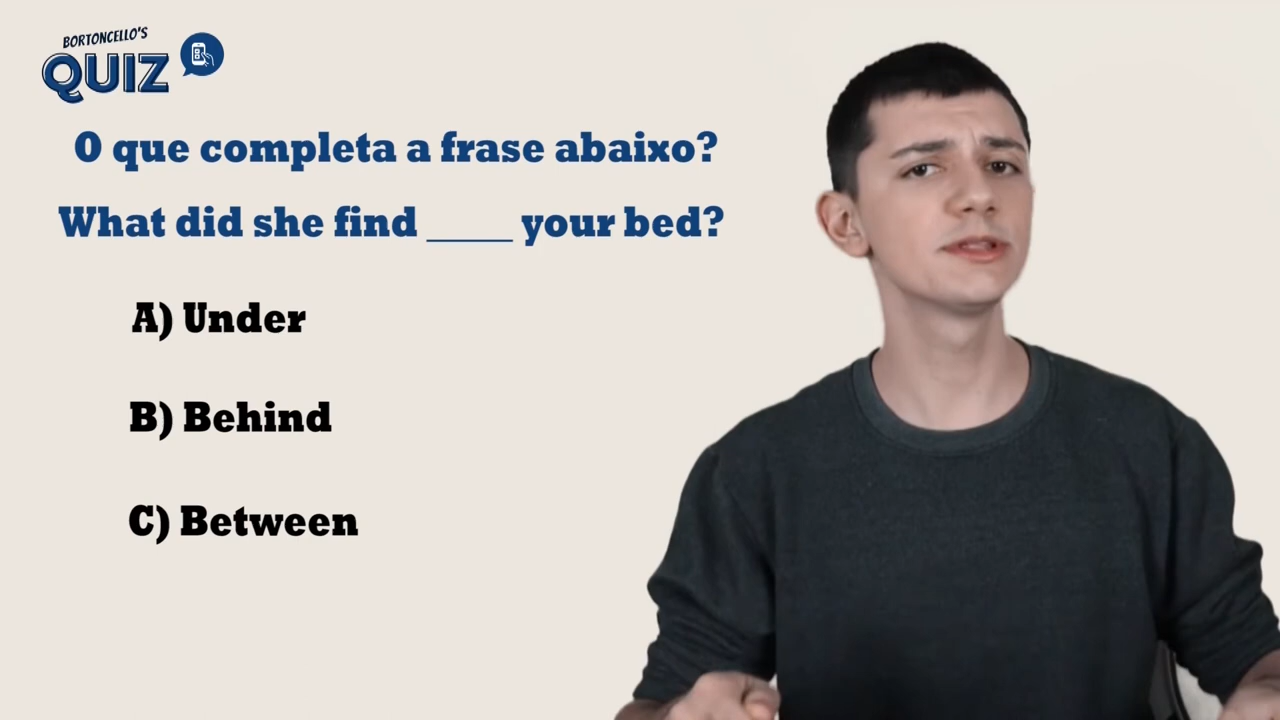 BORTONCELLO'S
QUIZ
O que completa a frase abaixo?
What did she find ____ your bed?
A) Under
B) Behind
C) Between